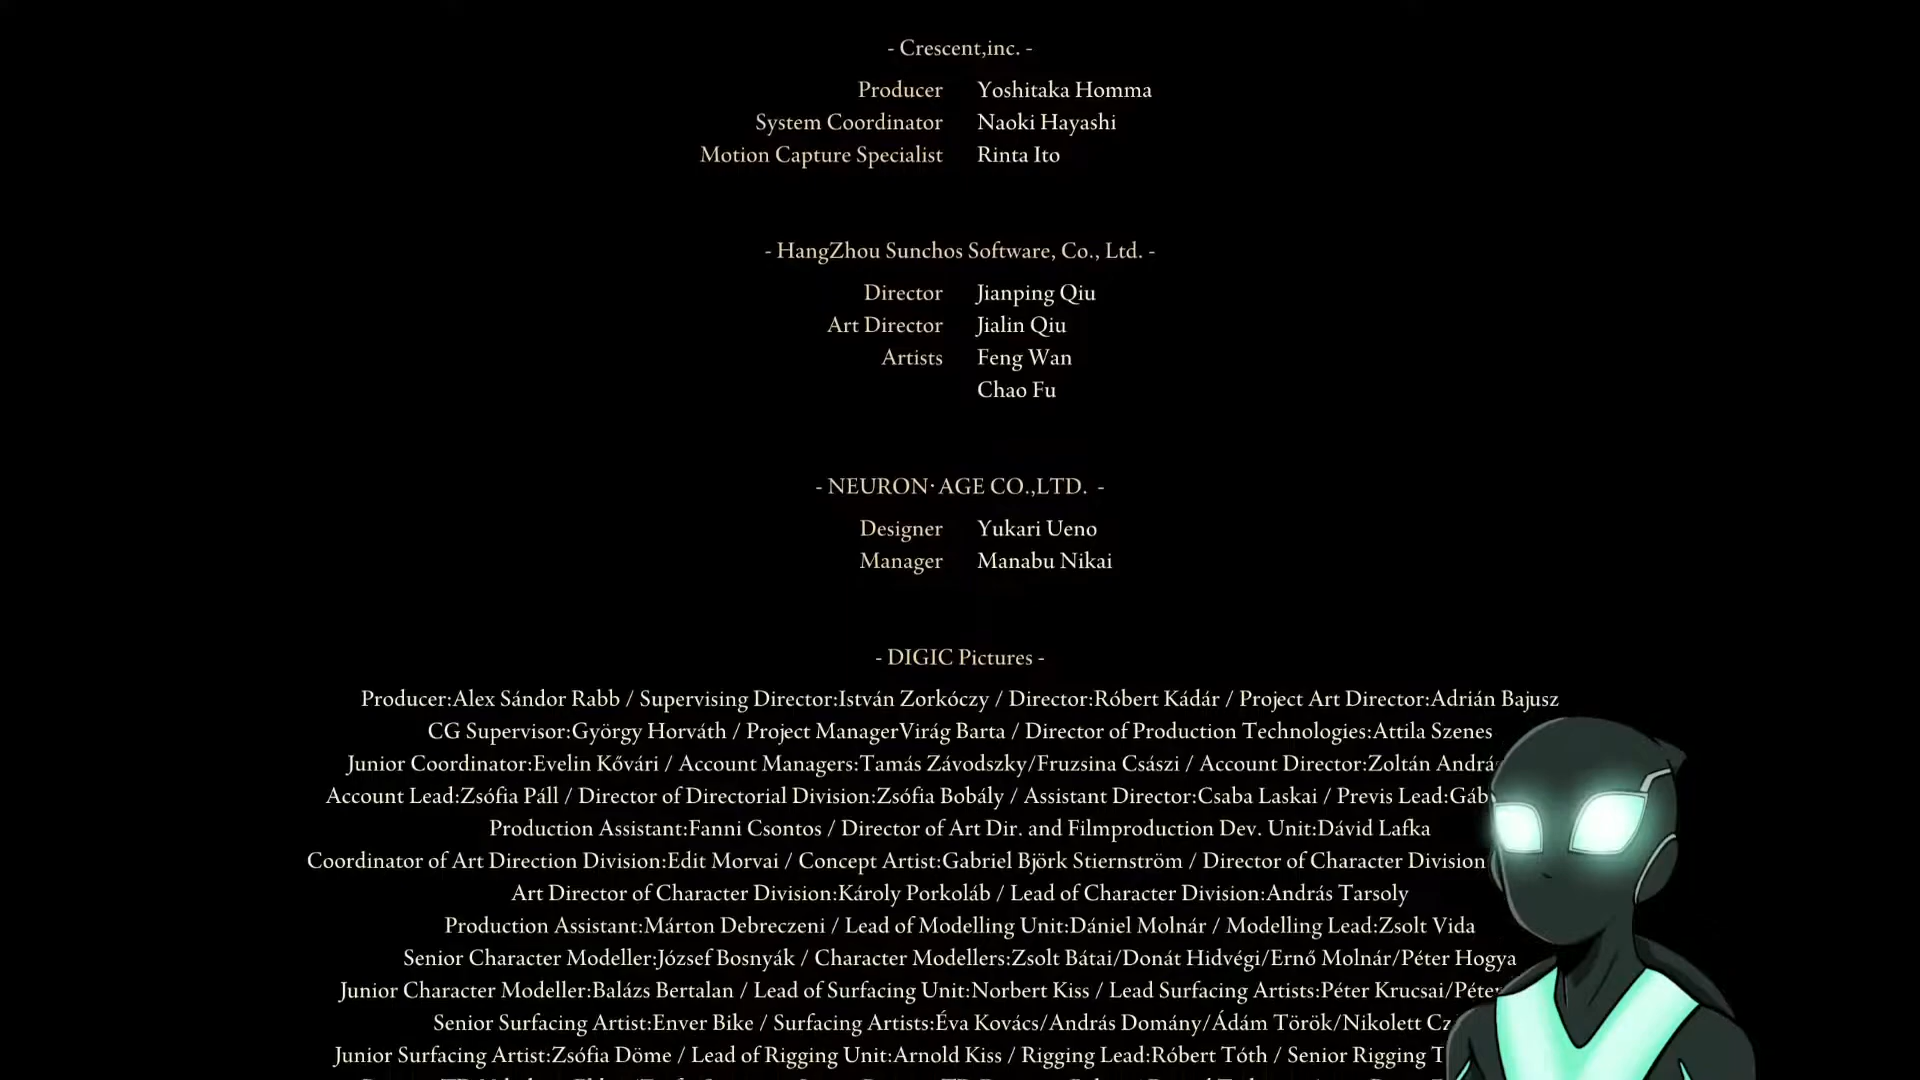 - Crescent,inc. -
Producer Yoshitaka Homma
System Coordinator Naoki Hayashi
Motion Capture Specialist Rinta Ito
- HangZhou Sunchos Software, Co., Ltd. -
Director Jianping Qiu
Art Director Jialin Qiu
Artists Feng Wan
Chao Fu
- NEURON·AGE CO.,LTD. -
Designer Yukari Ueno
Manager Manabu Nikai
- DIGIC Pictures -
Producer:Alex Sándor Rabb / Supervising Director:István Zorkóczy / Director:Róbert Kádár / Project Art Director:Adrián Bajusz
CG Supervisor:György Horváth / Project ManagerVirág Barta / Director of Production Technologies:Attila Szenes
Junior Coordinator:Evelin Kővári / Account Managers:Tamás Závodszky/Fruzsina Császi / Account Director:Zoltán
Account Lead:Zsófia Páll / Director of Directorial Division:Zsófia Bobály / Assistant Director:Csaba Laskai / Previs Lead:
Production Assistant:Fanni Csontos / Director of Art Dir. and Filmproduction Dev. Unit:Dávid Lafka
Coordinator of Art Direction Division:Edit Morvai / Concept Artist:Gabriel Björk Stiernström / Director of Character Division
Art Director of Character Division:Károly Porkoláb / Lead of Character Division:András Tarsoly
Production Assistant:Márton Debreczeni / Lead of Modelling Unit:Dániel Molnár / Modelling Lead:Zsolt Vida
Senior Character Modeller:József Bosnyák / Character Modellers:Zsolt Bátai/Donát Hidvégi/Ernő Molnár/Péter Hogya
Junior Character Modeller:Balázs Bertalan / Lead of Surfacing Unit:Norbert Kiss / Lead Surfacing Artists:Péter Krucsai/Péter
Senior Surfacing Artist:Enver Bike / Surfacing Artists:Éva Kovács/András Domány/Ádám Török/Nikolett
Junior Surfacing Artist:Zsófia Döme / Lead of Rigging Unit:Arnold Kiss / Rigging Lead:Róbert Tóth / Senior Rigging